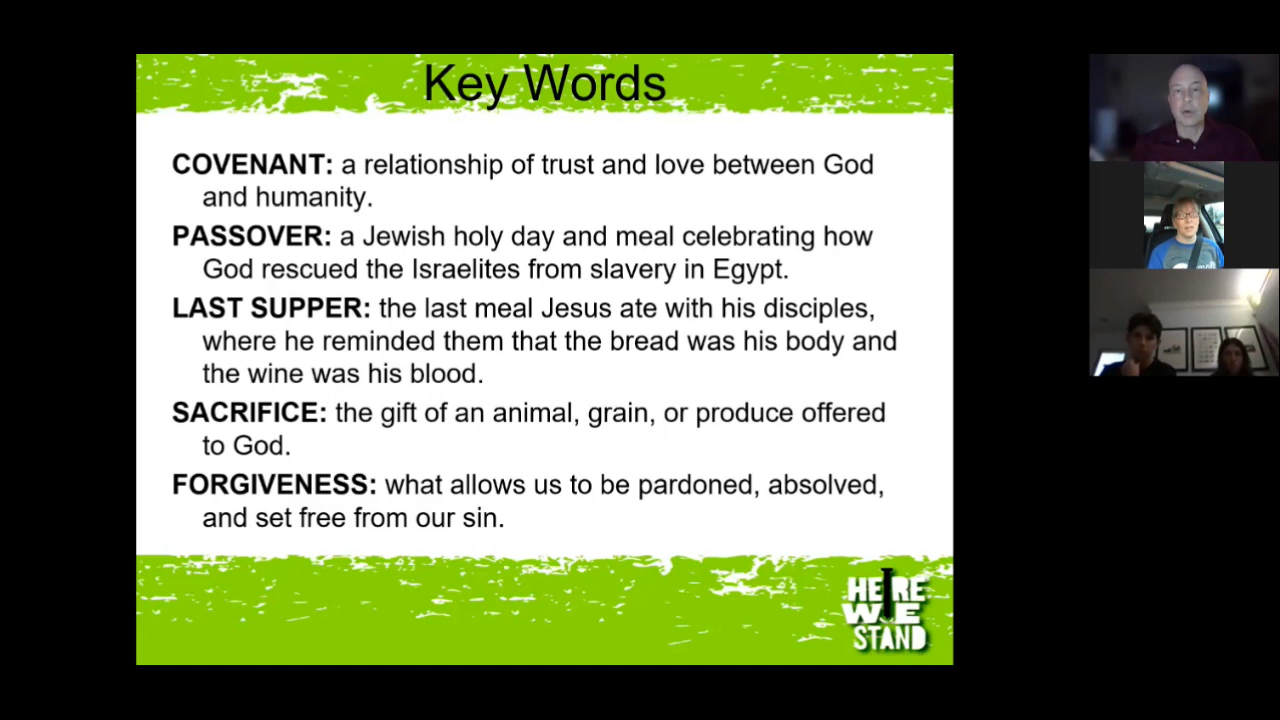 Key Words
COVENANT: a relationship of trust and love between God
and humanity.
PASSOVER: a Jewish holy day and meal celebrating how
God rescued the Israelites from slavery in Egypt.
LAST SUPPER: the last meal Jesus ate with his disciples,
where he reminded them that the bread was his body and
the wine was his blood.
SACRIFICE: the gift of an animal, grain, or produce offered
to God.
FORGIVENESS: what allows us to be pardoned, absolved,
and set free from our sin.
HERE
WE
STAND